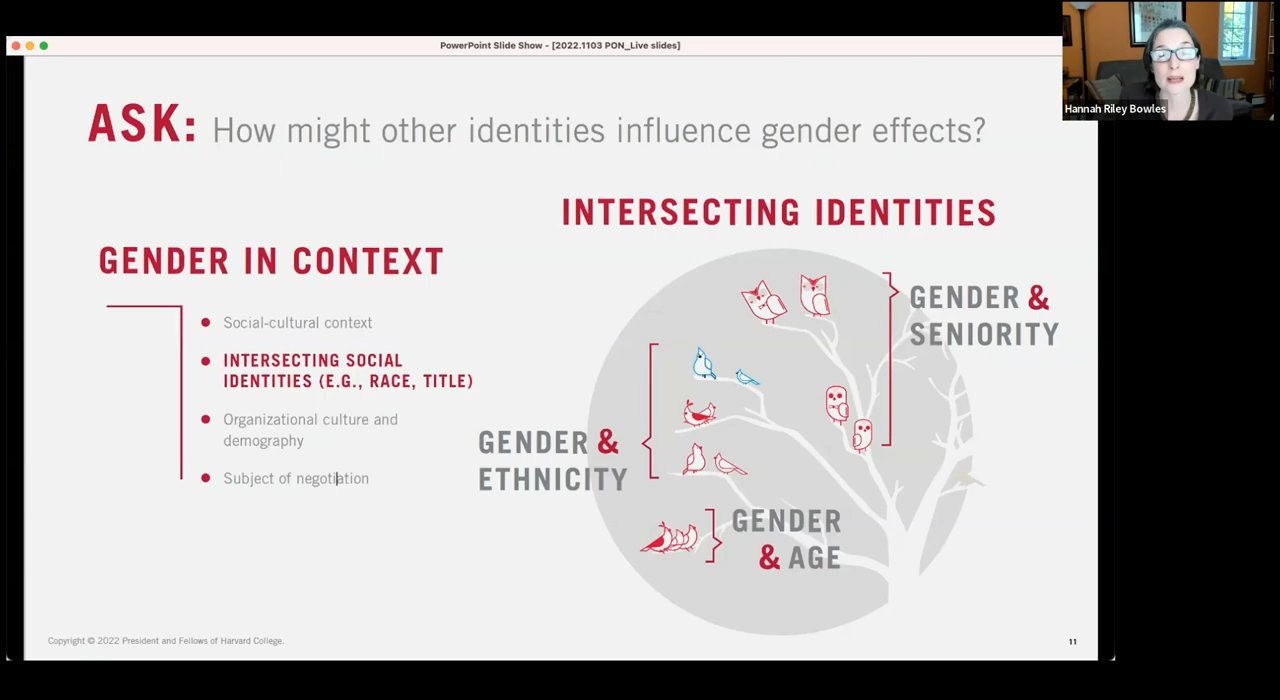 PowerPoint Slide Show - [2022.1103 PON_Live slides]
Hannah Riley Bowles
ASK: How might other identities influence gender effects?
INTERSECTING IDENTITIES
GENDER IN CONTEXT
Social-cultural context
INTERSECTING SOCIAL
IDENTITIES (E.G., RACE, TITLE)
Organizational culture and
demography
Subject of negotiation
GENDER &
SENIORITY
GENDER &
ETHNICITY
GENDER
& AGE
Copyright © 2022 President and Fellows of Harvard College.
11